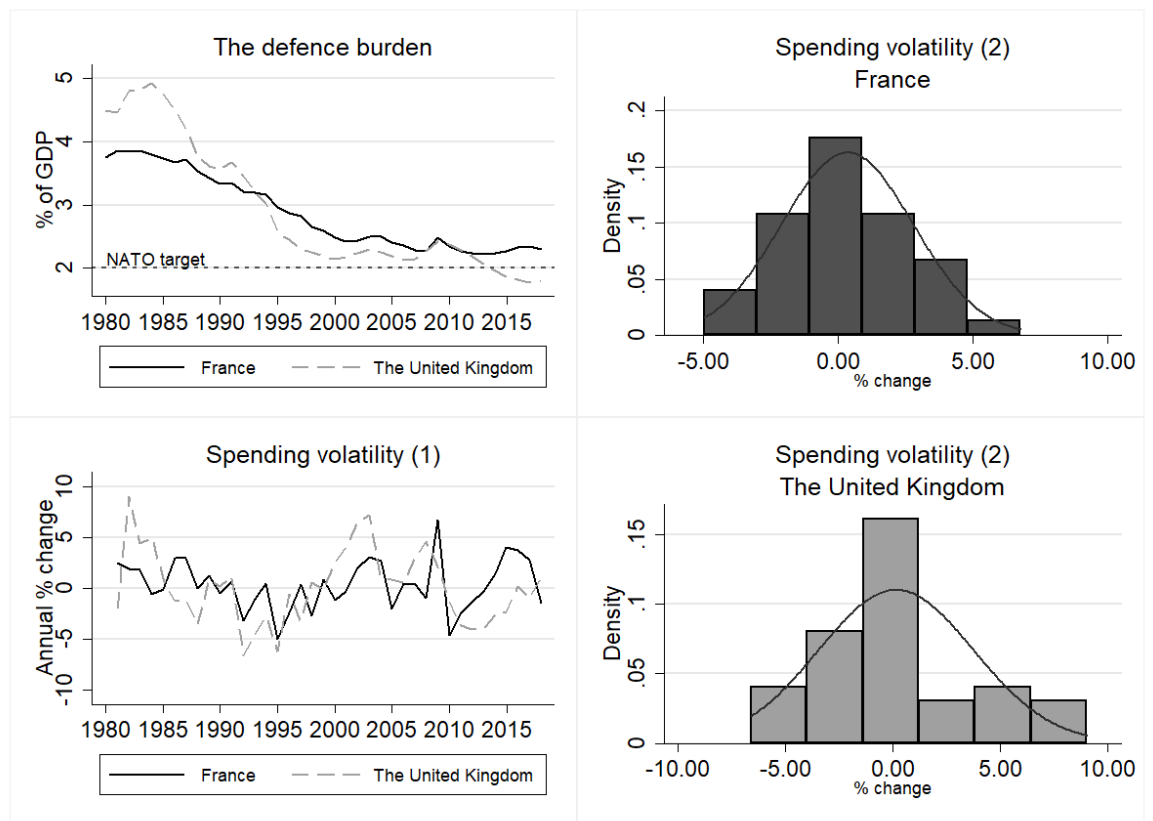 The defence burden
% of GDP
5
4
3
2
NATO target
1980 1985 1990 1995 2000 2005 2010 2015
France The United Kingdom
Spending volatility (2)
France
Density
.2
.15
.1
.05
0
-5.00 0.00 5.00 10.00
% change
Spending volatility (1)
Annual % change
10
5
0
-5
-10
1980 1985 1990 1995 2000 2005 2010 2015
France The United Kingdom
Spending volatility (2)
The United Kingdom
Density
.15
.1
.05
0
-10.00 -5.00 0.00 5.00 10.00
% change